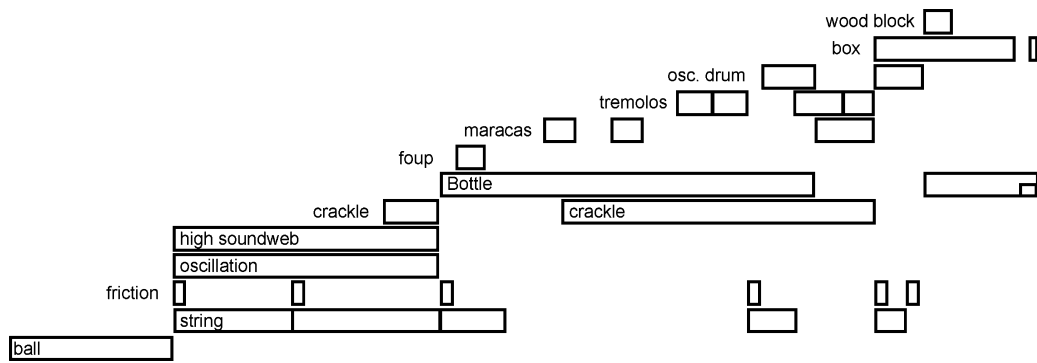 wood block
box
osc. drum
tremolos
maracas
foup
Bottle
crackle
crackle
high soundweb
oscillation
friction
string
ball